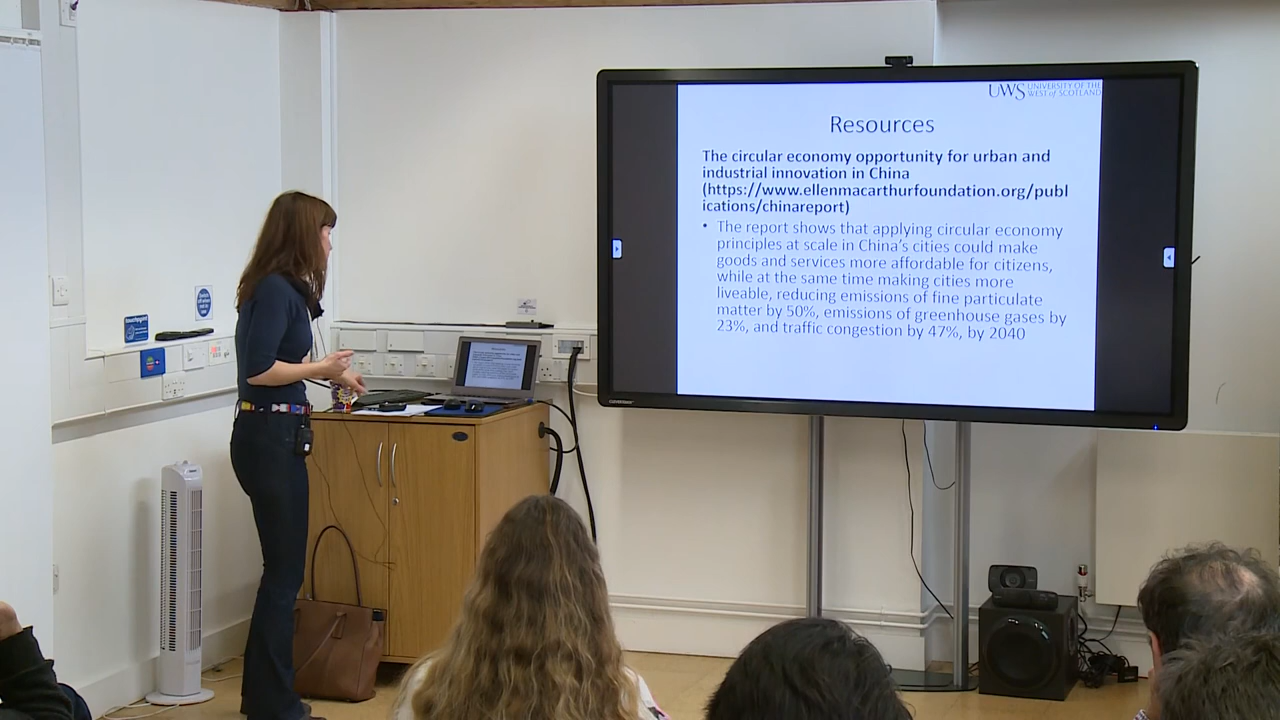 UWS UNIVERSITY OF THE
WEST of SCOTLAND
Resources
The circular economy opportunity for urban and
industrial innovation in China
(https://www.ellenmacarthurfoundation.org/publ
ications/chinareport)
• The report shows that applying circular economy
principles at scale in China's cities could make
goods and services more affordable for citizens,
while at the same time making cities more
liveable, reducing emissions of fine particulate
matter by 50%, emissions of greenhouse gases by
23%, and traffic congestion by 47%, by 2040